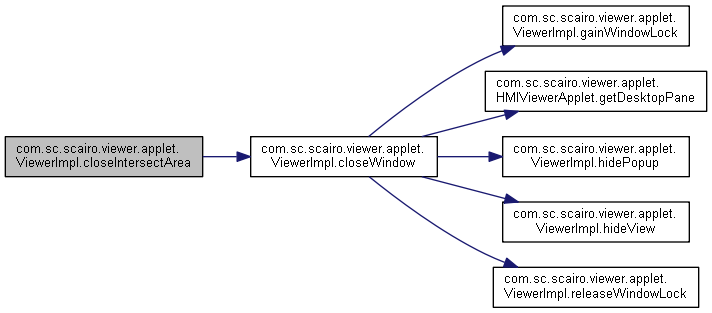 com.sc.scairo.viewer.applet.
ViewerImpl.closeIntersectArea
com.sc.scairo.viewer.applet.
ViewerImpl.closeWindow
com.sc.scairo.viewer.applet.
ViewerImpl.gainWindowLock
com.sc.scairo.viewer.applet.
HMIViewerApplet.getDesktopPane
com.sc.scairo.viewer.applet.
ViewerImpl.hidePopup
com.sc.scairo.viewer.applet.
ViewerImpl.hideView
com.sc.scairo.viewer.applet.
ViewerImpl.releaseWindowLock